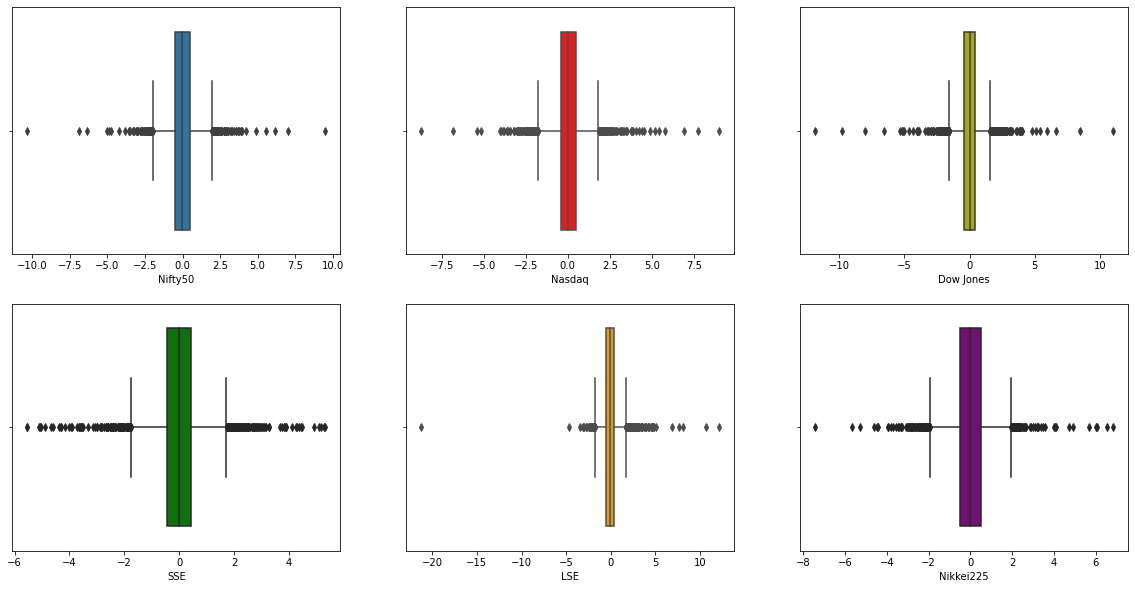 −10.0 −7.5 −5.0 −2.5 0.0 2.5 5.0 7.5 10.0
Nifty50
−7.5 −5.0 −2.5 0.0 2.5 5.0 7.5
Nasdaq
−10 −5 0 5 10
Dow Jones
−6 −4 −2 0 2 4
SSE
−20 −15 −10 −5 0 5 10
LSE
−8 −6 −4 −2 0 2 4 6
Nikkei225